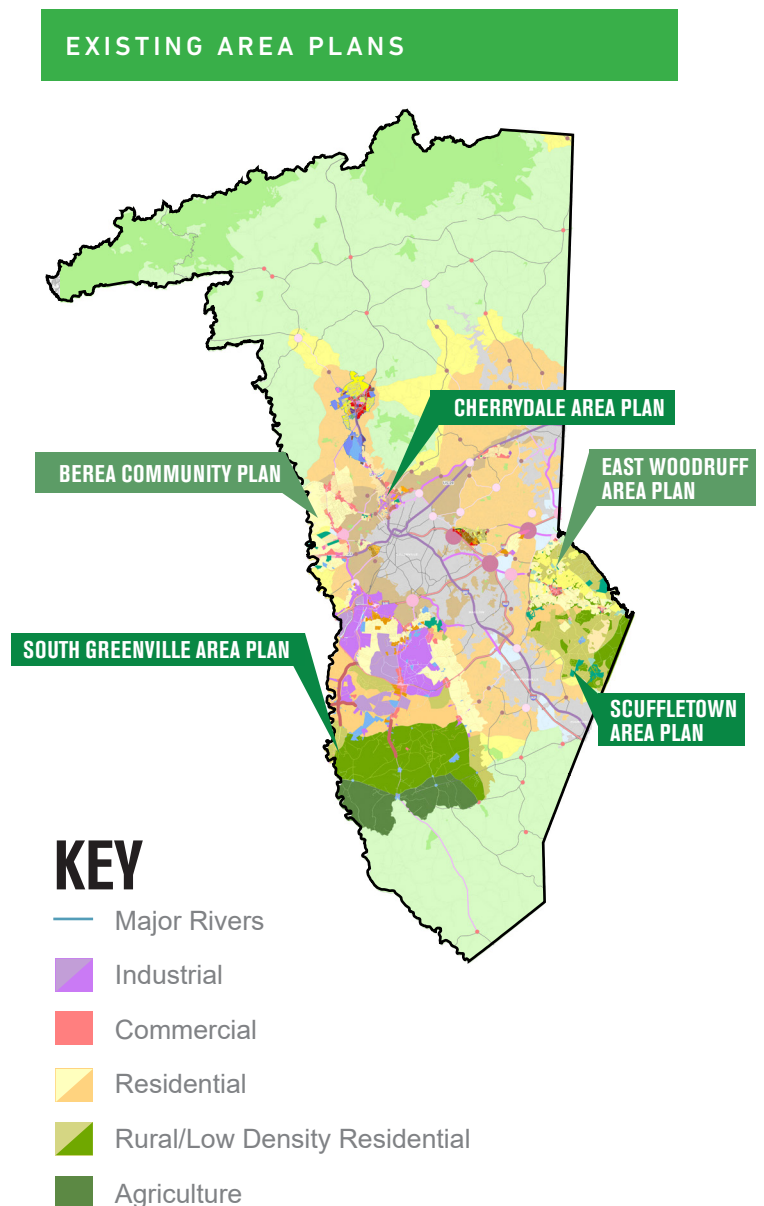 EXISTING AREA PLANS
CHERRYDALE AREA PLAN
BEREA COMMUNITY PLAN
EAST WOODRUFF
AREA PLAN
SOUTH GREENVILLE AREA PLAN
SCUFFLETOWN
AREA PLAN
KEY
Major Rivers
Industrial
Commercial
Residential
Rural/Low Density Residential
Agriculture